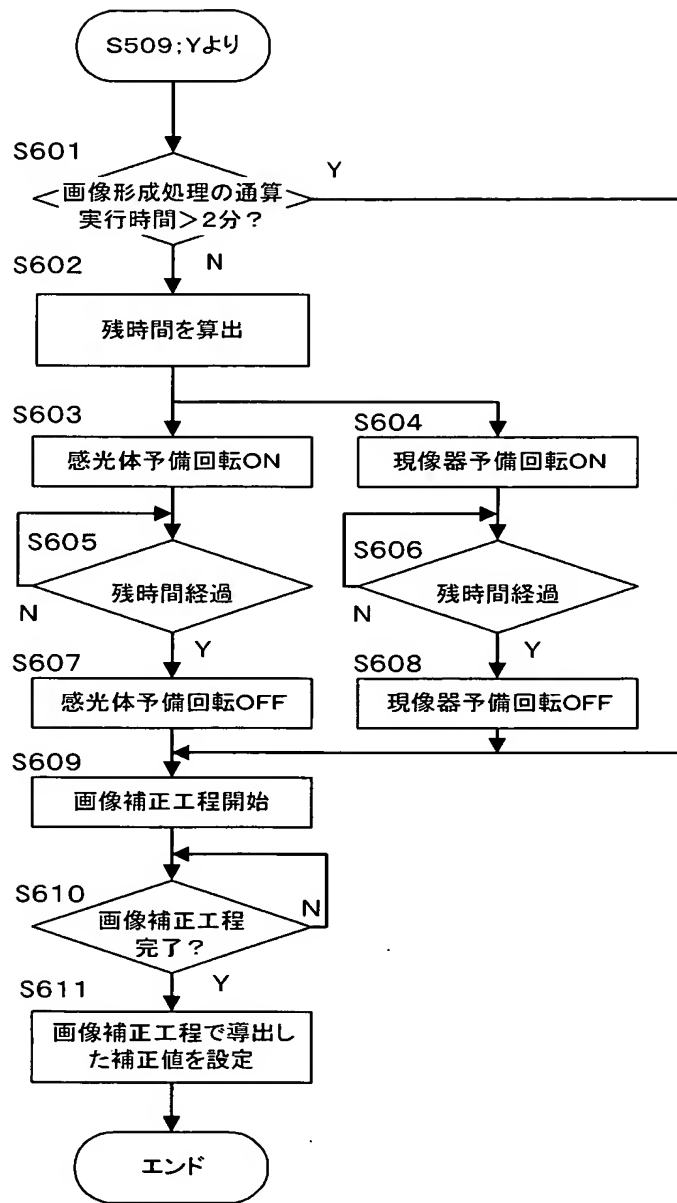 S509;Yより
S601
Y
画像形成処理の通算
実行時間>2分?
N
S602
残時間を算出
S603
S604
感光体予備回転ON
現像器予備回転ON
S605
S606
残時間経過
残時間経過
N
N
Y
Y
S607
S608
感光体予備回転OFF
現像器予備回転OFF
S609
画像補正工程開始
S610
画像補正工程
完了?
N
Y
S611
画像補正工程で導出し
た補正値を設定
エンド